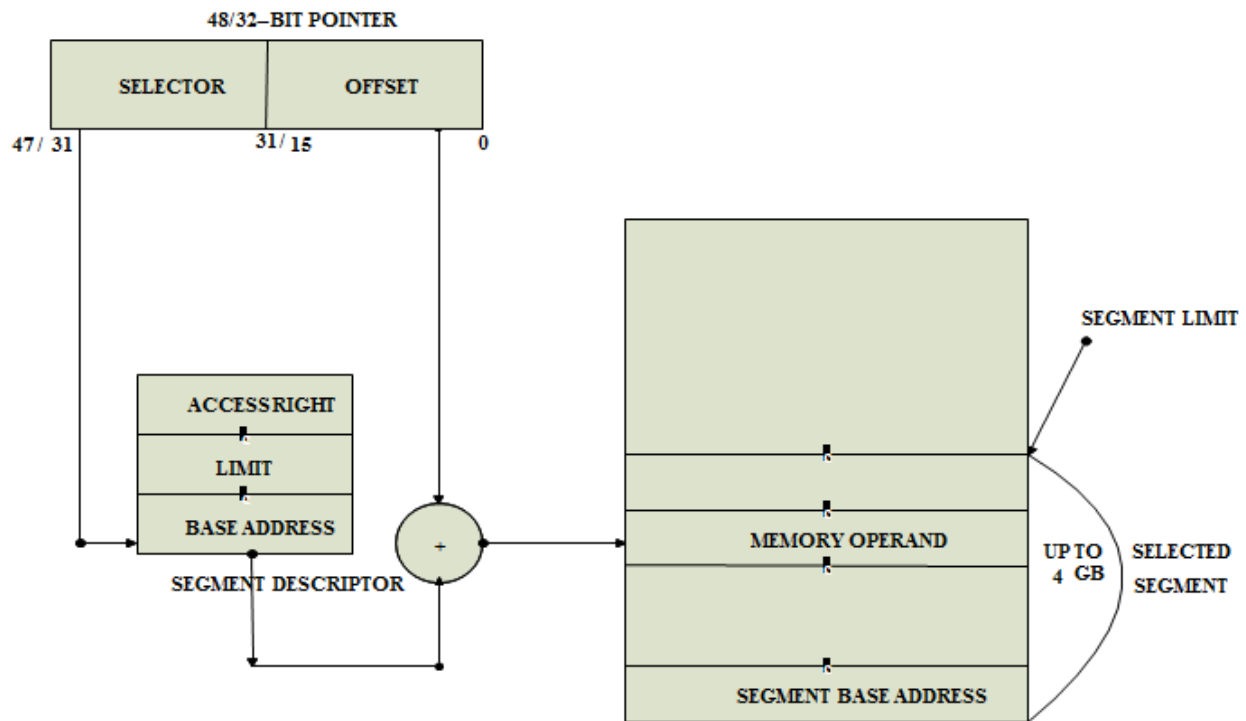 48/32–BIT POINTER
SELECTOR
OFFSET
47/ 31
31/ 15
0
SEGMENT LIMIT
ACCESS RIGHT
LIMIT
BASE ADDRESS
+
MEMORY OPERAND
UP TO
4 GB
SELECTED
SEGMENT
SEGMENT DESCRIPTOR
SEGMENT BASE ADDRESS